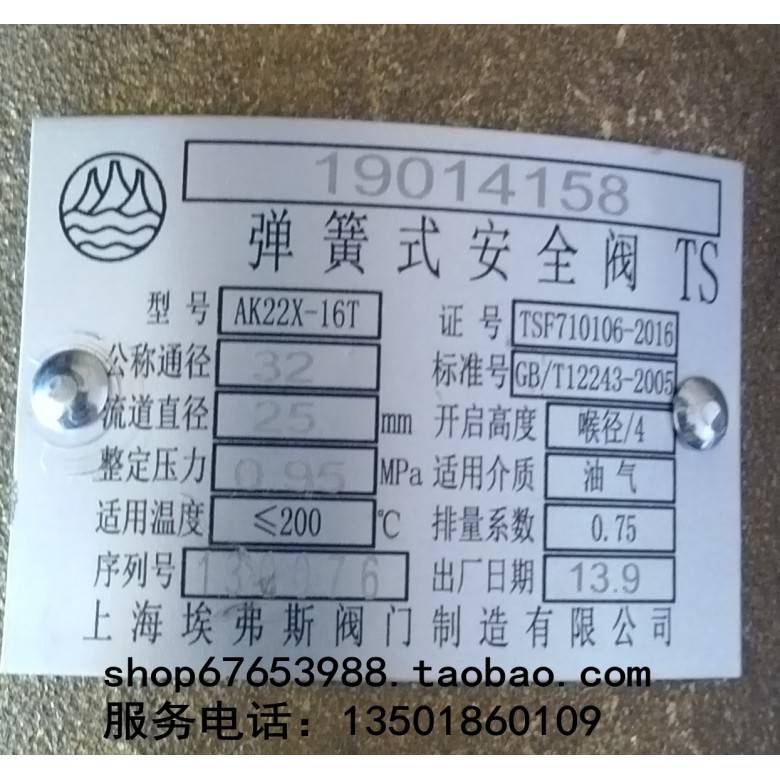 19014158
弹簧式安全阀 TS
型号 AK22X-16T 证号 TSF710106-2016
公称通径 32 标准号 GB/T12243-2005
流道直径 25 mm 开启高度 喉径/4
整定压力 0.95 MPa 适用介质 油气
适用温度 ≤200 ℃ 排量系数 0.75
序列号 130076 出厂日期 13.9
上海埃弗斯阀门制造有限公司
shop67653988.taobao.com
服务电话：13501860109